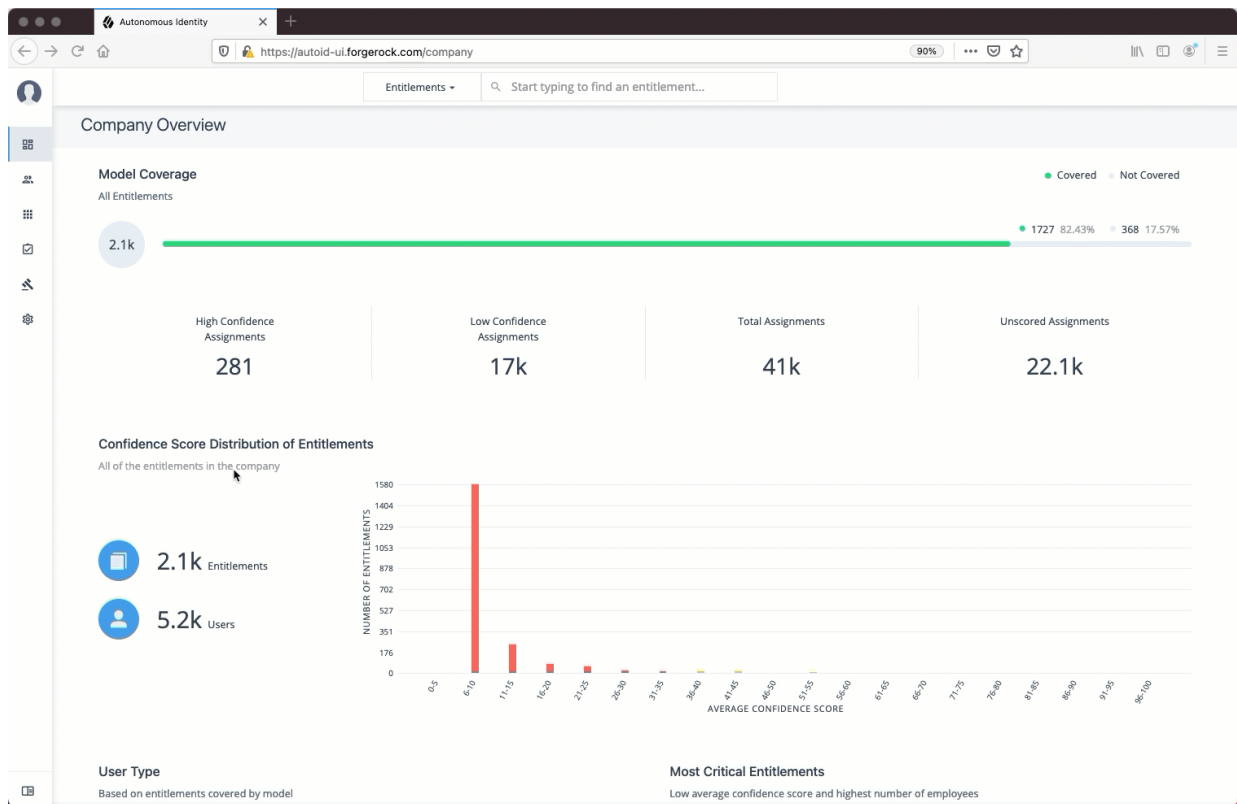 Autonomous Identity
https://autoid-ui.forgerock.com/company
90%
Entitlements
Start typing to find an entitlement...
Company Overview
Model Coverage
Covered Not Covered
All Entitlements
1727 82.43% 368 17.57%
2.1k
High Confidence
Assignments
281
Low Confidence
Assignments
17k
Total Assignments
41k
Unscored Assignments
22.1k
Confidence Score Distribution of Entitlements
All of the entitlements in the company
2.1k Entitlements
5.2k Users
NUMBER OF ENTITLEMENTS
1580
1404
1229
1053
878
702
527
351
176
0
0-5 6-10 11-15 16-20 21-25 26-30 31-35 36-40 41-45 46-50 51-55 56-60 61-65 66-70 71-75 76-80 81-85 86-90 91-95 96-100
AVERAGE CONFIDENCE SCORE
User Type
Based on entitlements covered by model
Most Critical Entitlements
Low average confidence score and highest number of employees